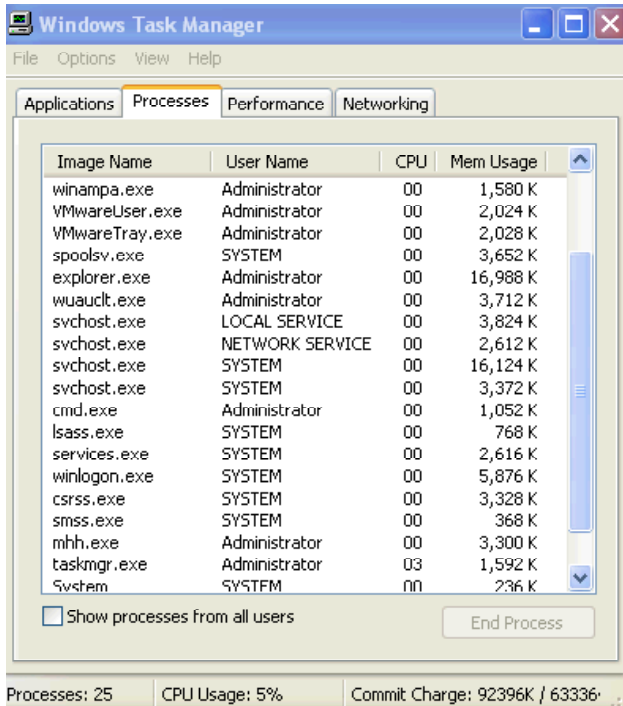 Windows Task Manager
File Options View Help
Applications Processes Performance Networking
Image Name User Name CPU Mem Usage
winampa.exe Administrator 00 1,580 K
VMwareUser.exe Administrator 00 2,024 K
VMwareTray.exe Administrator 00 2,028 K
spoolsv.exe SYSTEM 00 3,652 K
explorer.exe Administrator 00 16,988 K
wuauclt.exe Administrator 00 3,712 K
svchost.exe LOCAL SERVICE 00 3,824 K
svchost.exe NETWORK SERVICE 00 2,612 K
svchost.exe SYSTEM 00 16,124 K
svchost.exe SYSTEM 00 3,372 K
cmd.exe Administrator 00 1,052 K
lsass.exe SYSTEM 00 768 K
services.exe SYSTEM 00 2,616 K
winlogon.exe SYSTEM 00 5,876 K
csrss.exe SYSTEM 00 3,328 K
smss.exe SYSTEM 00 368 K
mhh.exe Administrator 00 3,300 K
taskmgr.exe Administrator 03 1,592 K
System SYSTEM 00 236 K
Show processes from all users
End Process
Processes: 25 CPU Usage: 5% Commit Charge: 92396K / 63336